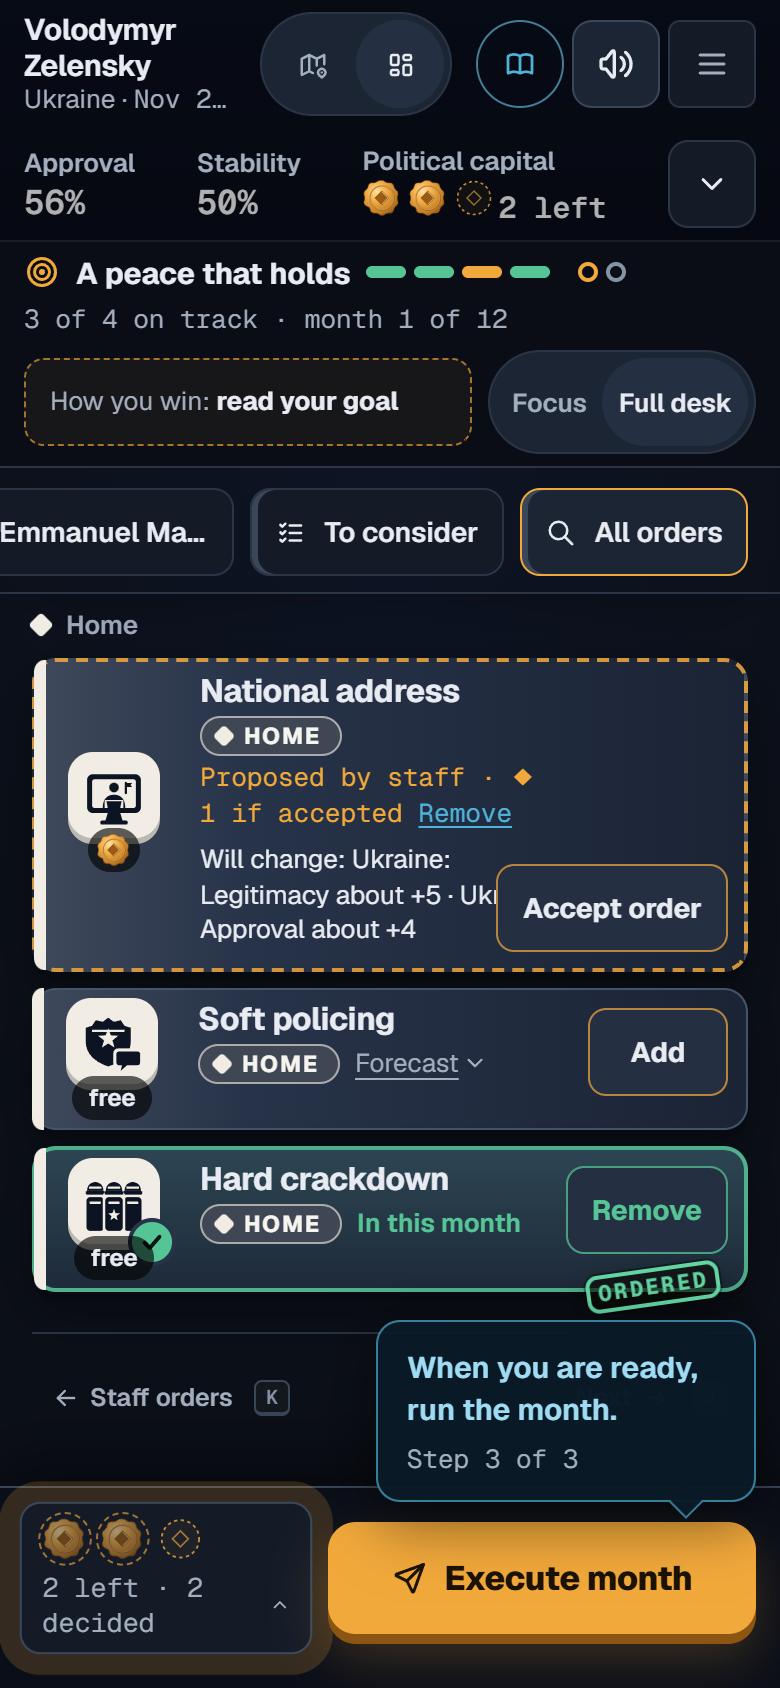 Volodymyr
Zelensky
Ukraine · Nov 2…
Approval
56%
Stability
50%
Political capital
2 left
A peace that holds
3 of 4 on track · month 1 of 12
How you win: read your goal
Focus
Full desk
Emmanuel Ma…
To consider
All orders
Home
National address
HOME
Proposed by staff ·
1 if accepted Remove
Will change: Ukraine:
Legitimacy about +5 · Uk
Approval about +4
Accept order
Soft policing
HOME
Forecast
free
Add
Hard crackdown
HOME
In this month
free
Remove
ORDERED
← Staff orders K
When you are ready,
run the month.
Step 3 of 3
2 left · 2
decided
Execute month